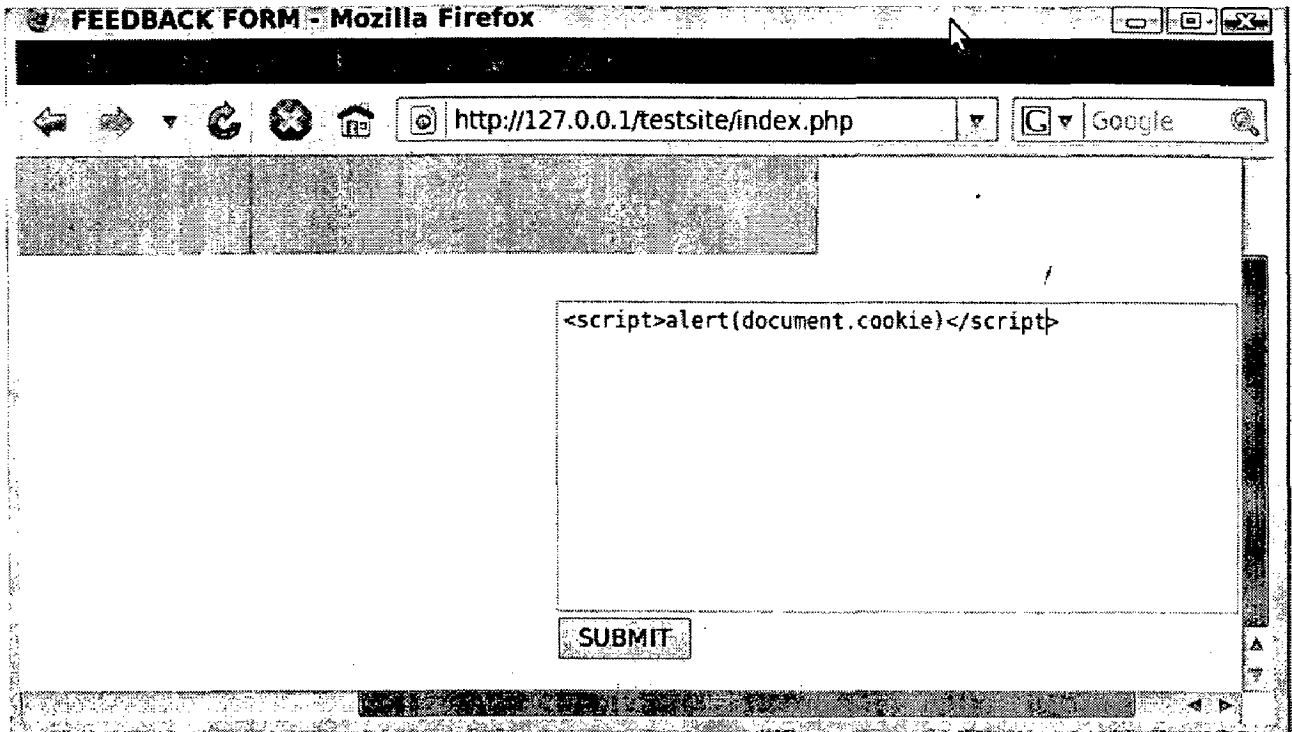 FEEDBACK FORM - Mozilla Firefox
http://127.0.0.1/testsite/index.php
G Google
<script>alert(document.cookie)</script>
SUBMIT